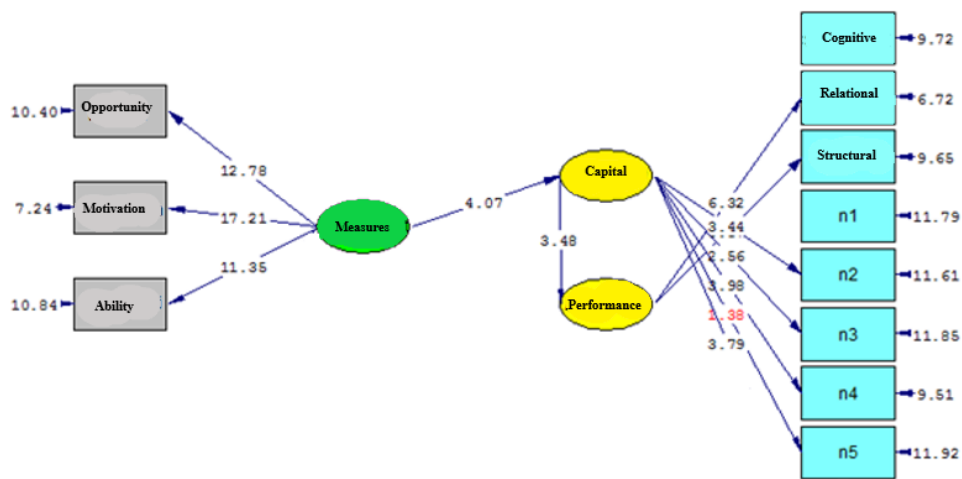 Cognitive
9.72
Opportunity
10.40
Relational
6.72
12.78
Structural
9.65
Capital
6.32
Motivation
7.24
17.21
Measures
4.07
3.44
n1
11.79
3.48
2.56
11.35
n2
11.61
3.98
Ability
10.84
Performance
1.38
n3
11.85
3.79
n4
9.51
n5
11.92